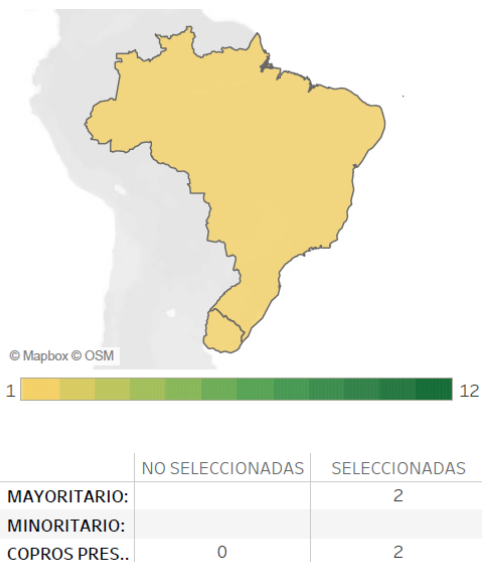 © Mapbox © OSM
1 12
NO SELECCIONADAS SELECCIONADAS
MAYORITARIO: 2
MINORITARIO:
COPROS PRES.. 0 2